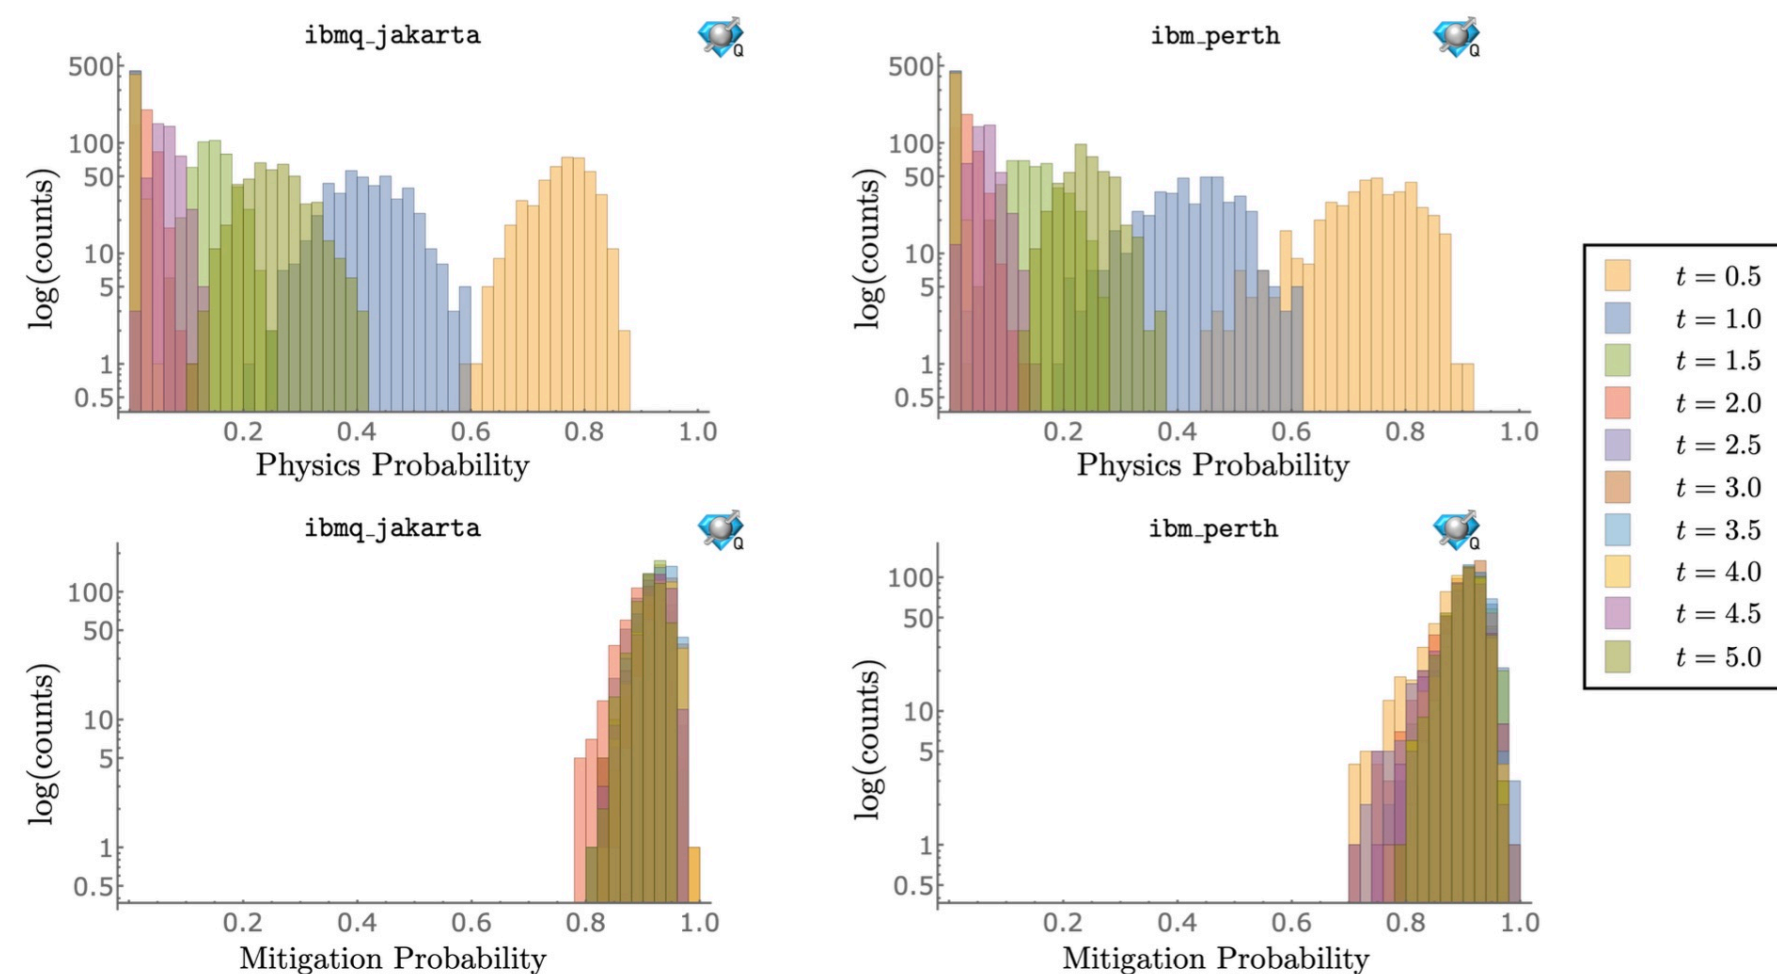 ibmq_jakarta
Q
500
100
50
10
5
1
0.5
log(counts)
0.2 0.4 0.6 0.8 1.0
Physics Probability
ibm_perth
Q
500
100
50
10
5
1
0.5
log(counts)
0.2 0.4 0.6 0.8 1.0
Physics Probability
ibmq_jakarta
Q
100
50
10
5
1
0.5
log(counts)
0.2 0.4 0.6 0.8 1.0
Mitigation Probability
ibm_perth
Q
100
50
10
5
1
0.5
log(counts)
0.2 0.4 0.6 0.8 1.0
Mitigation Probability
t = 0.5
t = 1.0
t = 1.5
t = 2.0
t = 2.5
t = 3.0
t = 3.5
t = 4.0
t = 4.5
t = 5.0